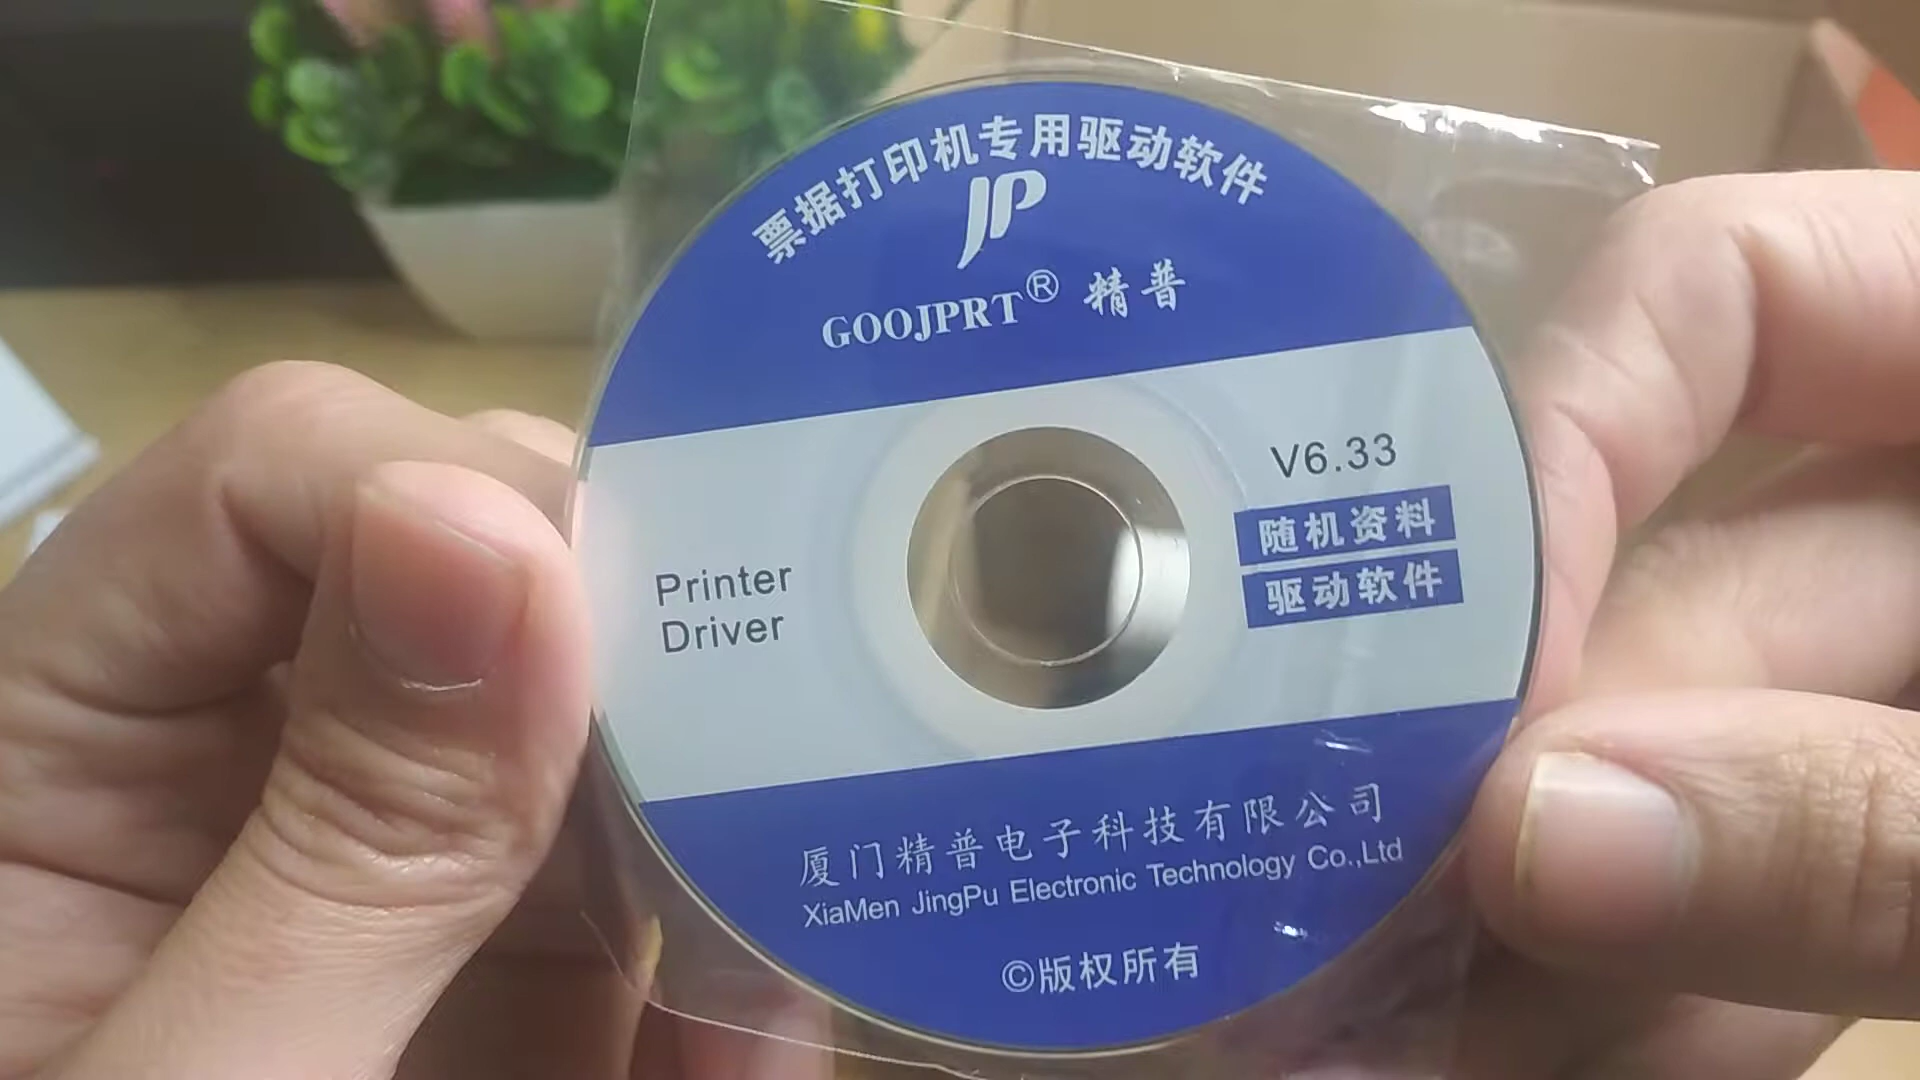 票据打印机专用驱动软件
JP
GOOJPRT® 精普
V6.33
随机资料
驱动软件
Printer
Driver
厦门精普电子科技有限公司
XiaMen JingPu Electronic Technology Co.,Ltd
©版权所有